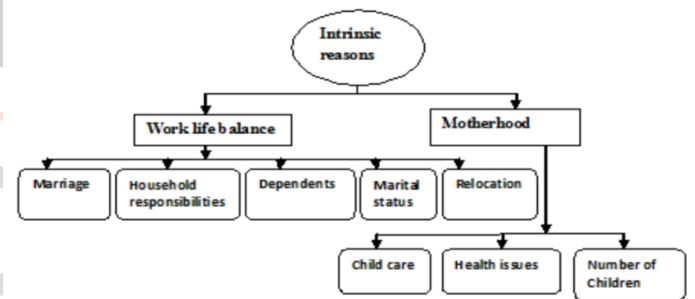 Intrinsic
reasons
Work life balance
Motherhood
Marriage
Household
responsibilities
Dependents
Marital
status
Relocation
Child care
Health issues
Number of
Children